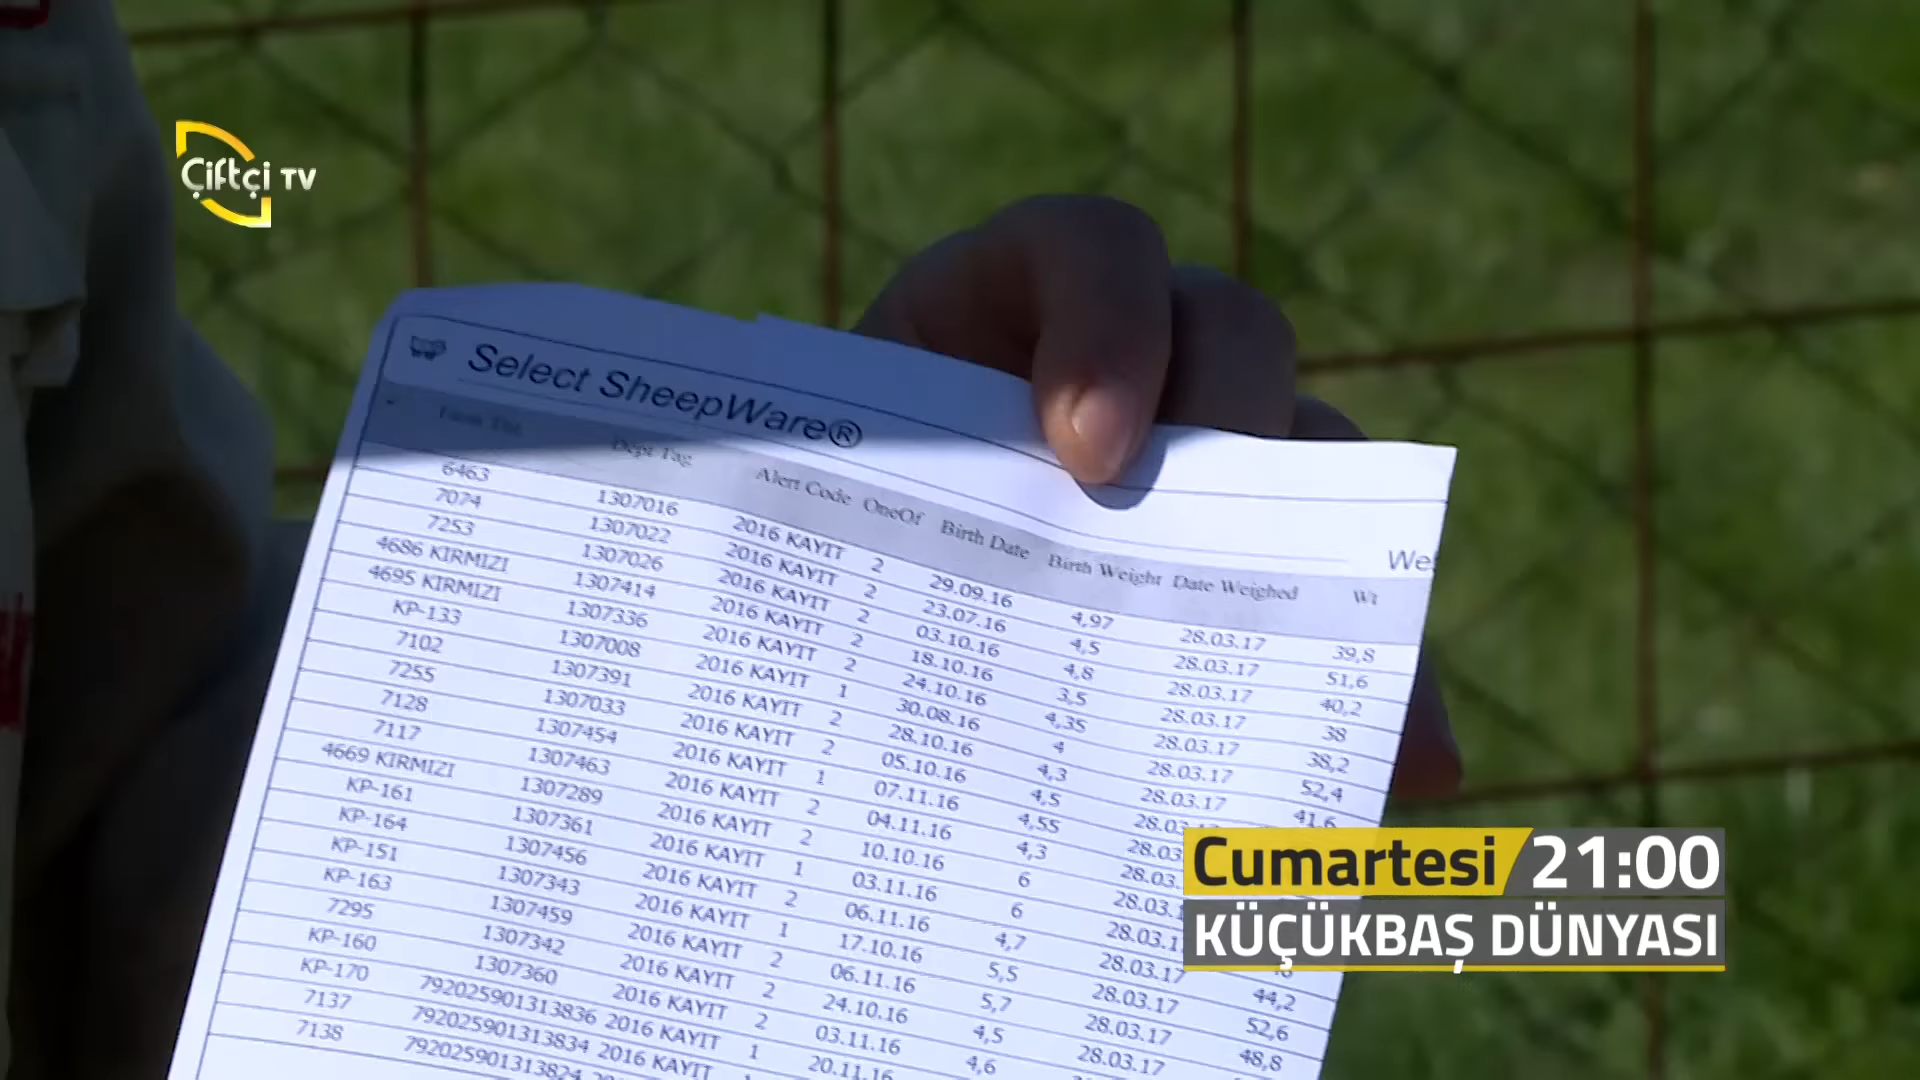 Çiftçi TV
Select SheepWare®
Dept Tag Alert Code OneOf Birth Date Birth Weight Date Weighed Wt
6463 1307016 2016 KAYIT 2 29.09.16 4,97 28.03.17 39,8
7074 1307022 2016 KAYIT 2 23.07.16 4,5 28.03.17 51,6
7253 1307026 2016 KAYIT 2 03.10.16 4,8 28.03.17 40,2
4686 KIRMIZI 1307414 2016 KAYIT 2 18.10.16 3,5 28.03.17 38
4695 KIRMIZI 1307336 2016 KAYIT 1 24.10.16 4,35 28.03.17 38,2
KP-133 1307008 2016 KAYIT 2 30.08.16 4 28.03.17 52,4
7102 1307391 2016 KAYIT 2 28.10.16 4,3 28.03.17 41,6
7255 1307033 2016 KAYIT 1 05.10.16 4,5
7128 1307454 2016 KAYIT 2 07.11.16 4,55
7117 1307463 2016 KAYIT 2 04.11.16 4,3
4669 KIRMIZI 1307289 2016 KAYIT 1 10.10.16 6
KP-161 1307361 2016 KAYIT 2 03.11.16 6
KP-164 1307456 2016 KAYIT 1 06.11.16 4,7 28.03.17
KP-151 1307343 2016 KAYIT 2 17.10.16 5,5 28.03.17 44,2
KP-163 1307459 2016 KAYIT 2 06.11.16 5,7 28.03.17 52,6
7295 1307342 2016 KAYIT 2 24.10.16 4,5 28.03.17 48,8
KP-160 1307360 2016 KAYIT 1 03.11.16 4,6
KP-170 792025901313836 2016 KAYIT 20.11.16
7137 792025901313834
7138 792025901313824
Cumartesi 21:00
KÜÇÜKBAŞ DÜNYASI